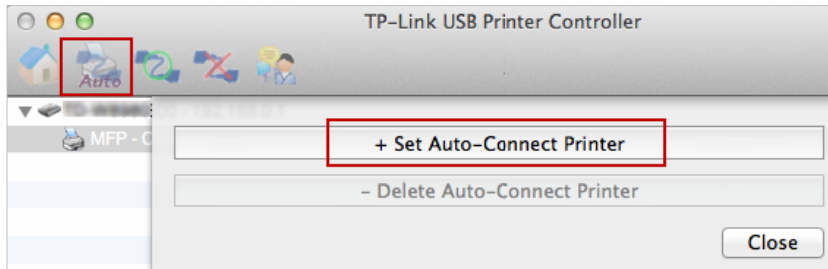 TP-Link USB Printer Controller
Auto
MFP - C
+ Set Auto-Connect Printer
- Delete Auto-Connect Printer
Close